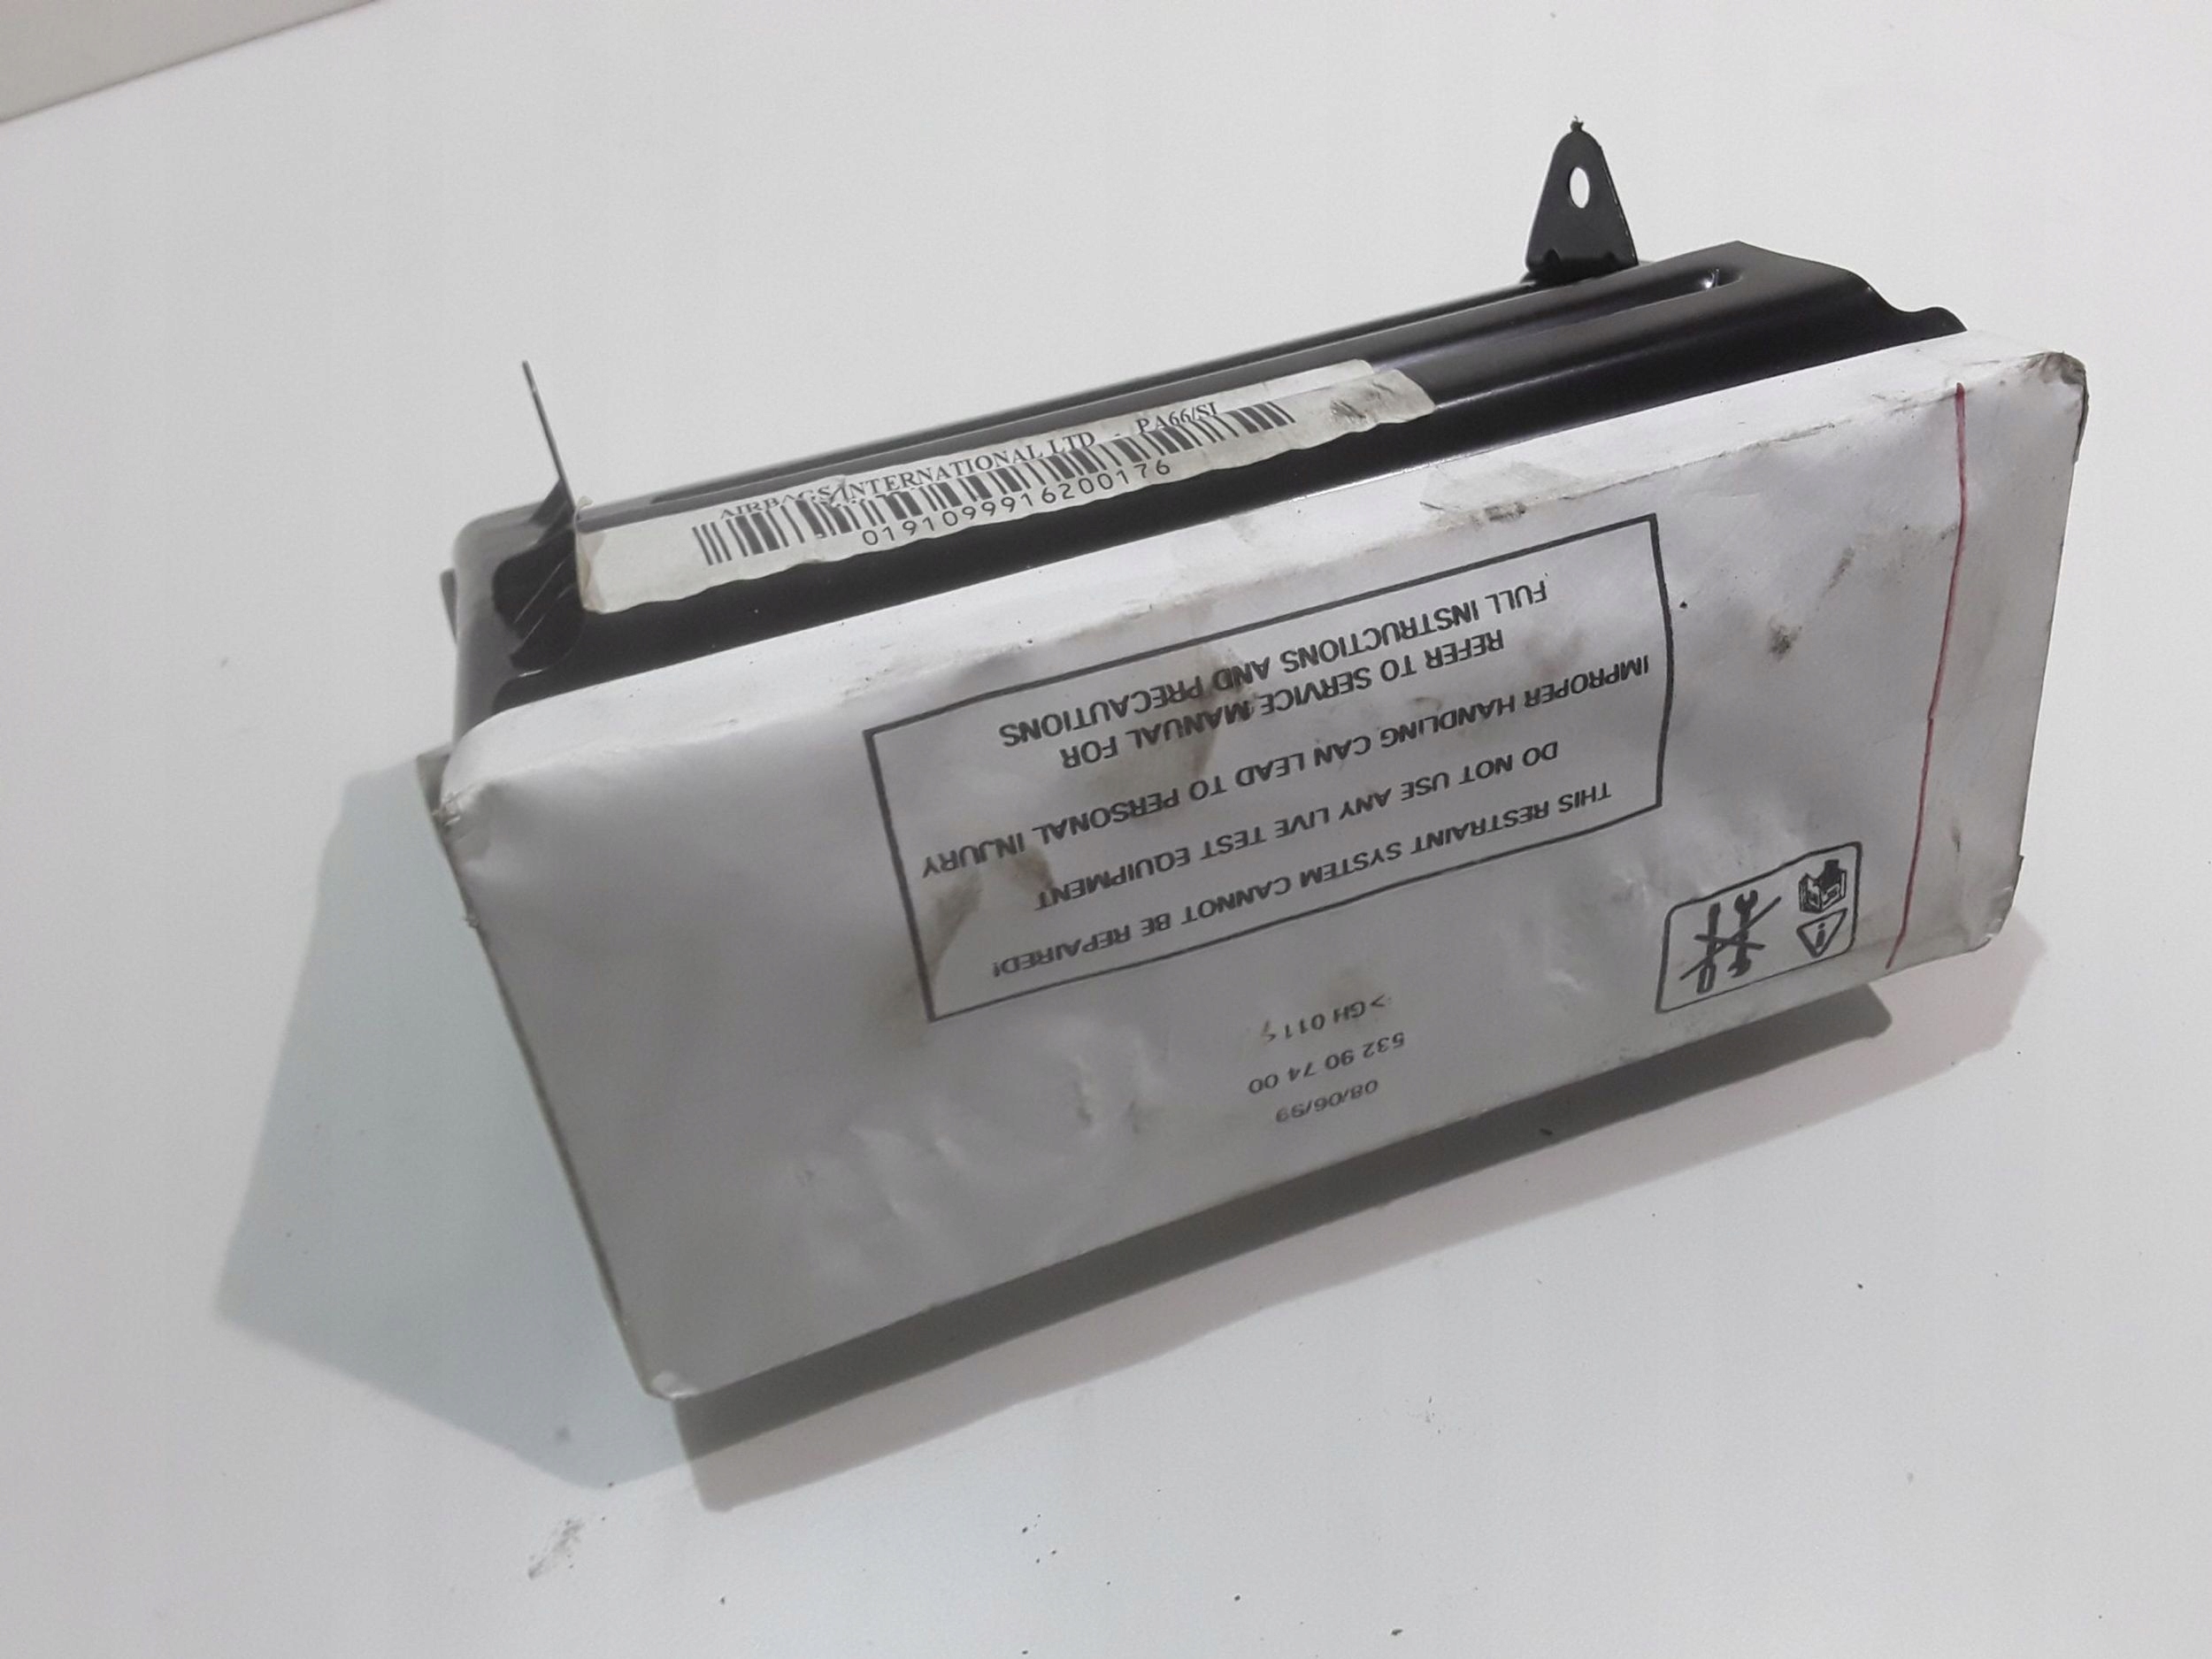 AIRBAGS INTERNATIONAL LTD - PA66/SI
0191099916200176
08/06/99
532 90 74 00
>GH 011
THIS RESTRAINT SYSTEM CANNOT BE REPAIRED!
DO NOT USE ANY LIVE TEST EQUIPMENT
IMPROPER HANDLING CAN LEAD TO PERSONAL INJURY
REFER TO SERVICE MANUAL FOR
FULL INSTRUCTIONS AND PRECAUTIONS
i